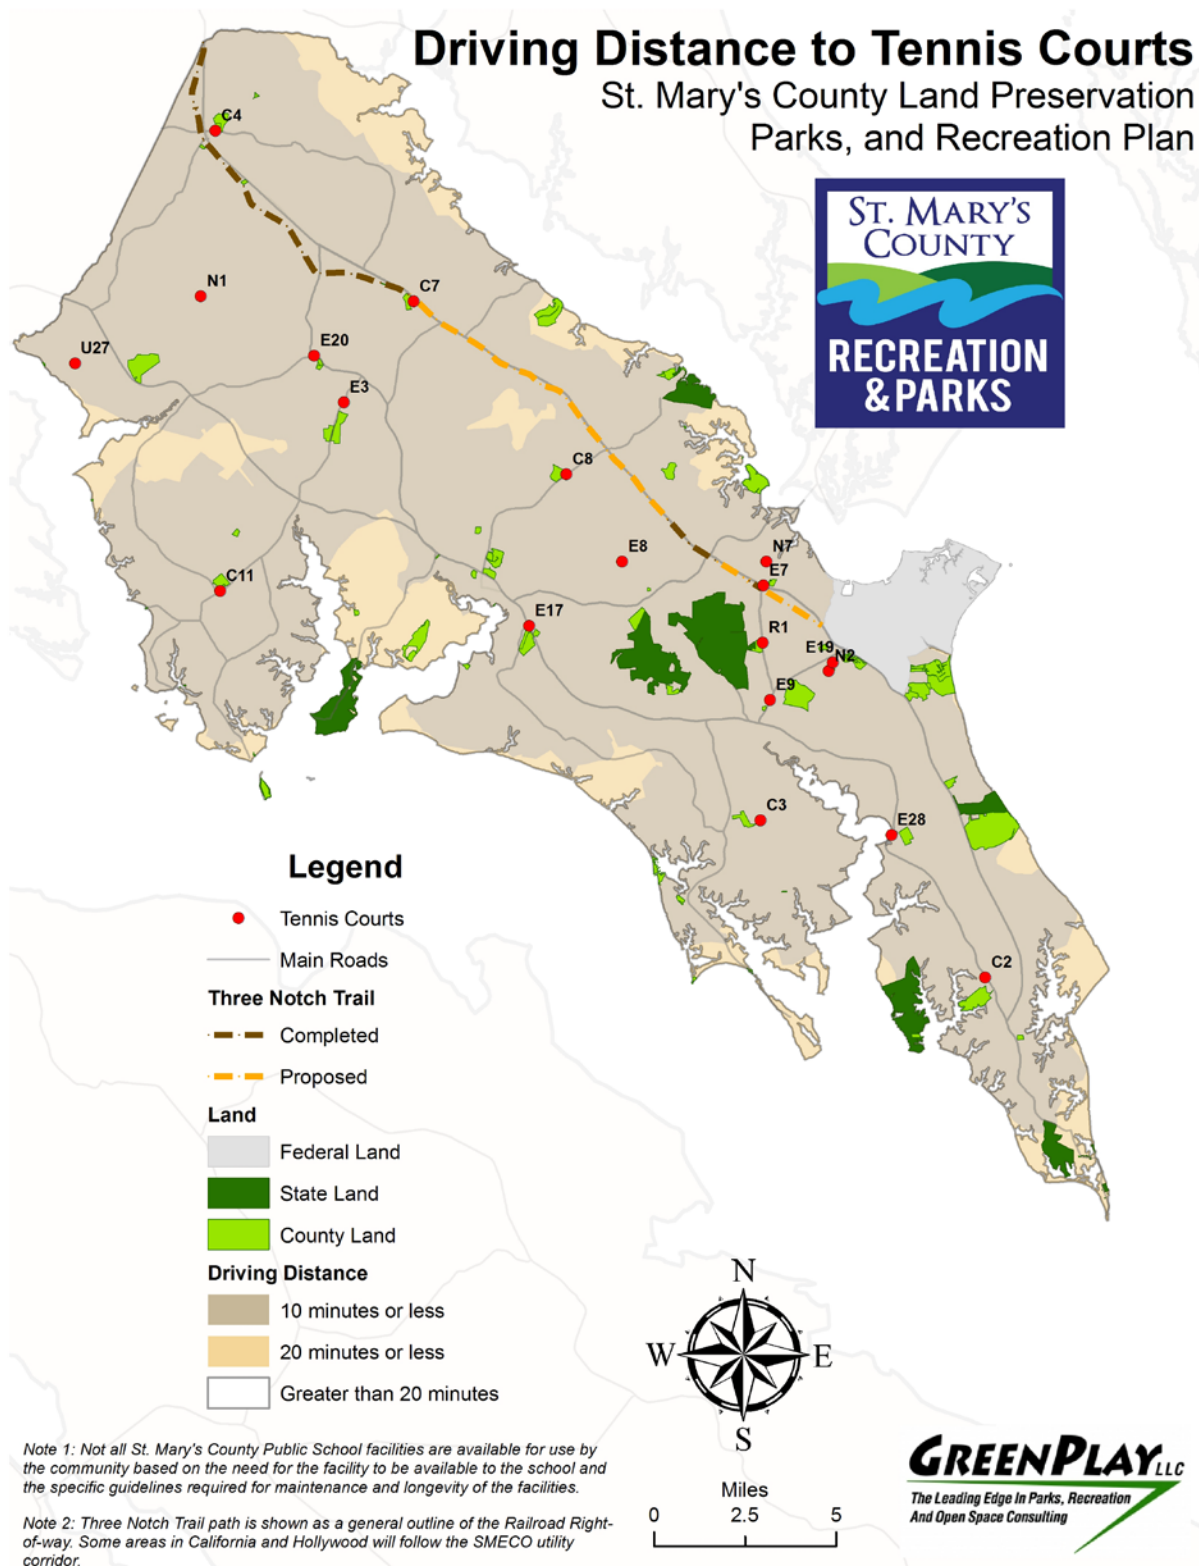 Driving Distance to Tennis Courts
St. Mary's County Land Preservation
Parks, and Recreation Plan
ST. MARY'S
COUNTY
RECREATION
& PARKS
C4
N1
C7
U27
E20
E3
C8
E8
N7
E7
C11
E17
R1
E19
N2
E9
C3
E28
C2
Legend
Tennis Courts
Main Roads
Three Notch Trail
Completed
Proposed
Land
Federal Land
State Land
County Land
Driving Distance
10 minutes or less
20 minutes or less
Greater than 20 minutes
N
W
E
S
Miles
0 2.5 5
Note 1: Not all St. Mary's County Public School facilities are available for use by
the community based on the need for the facility to be available to the school and
the specific guidelines required for maintenance and longevity of the facilities.
Note 2: Three Notch Trail path is shown as a general outline of the Railroad Right-
of-way. Some areas in California and Hollywood will follow the SMECO utility
corridor.
GREENPLAY LLC
The Leading Edge In Parks, Recreation
And Open Space Consulting